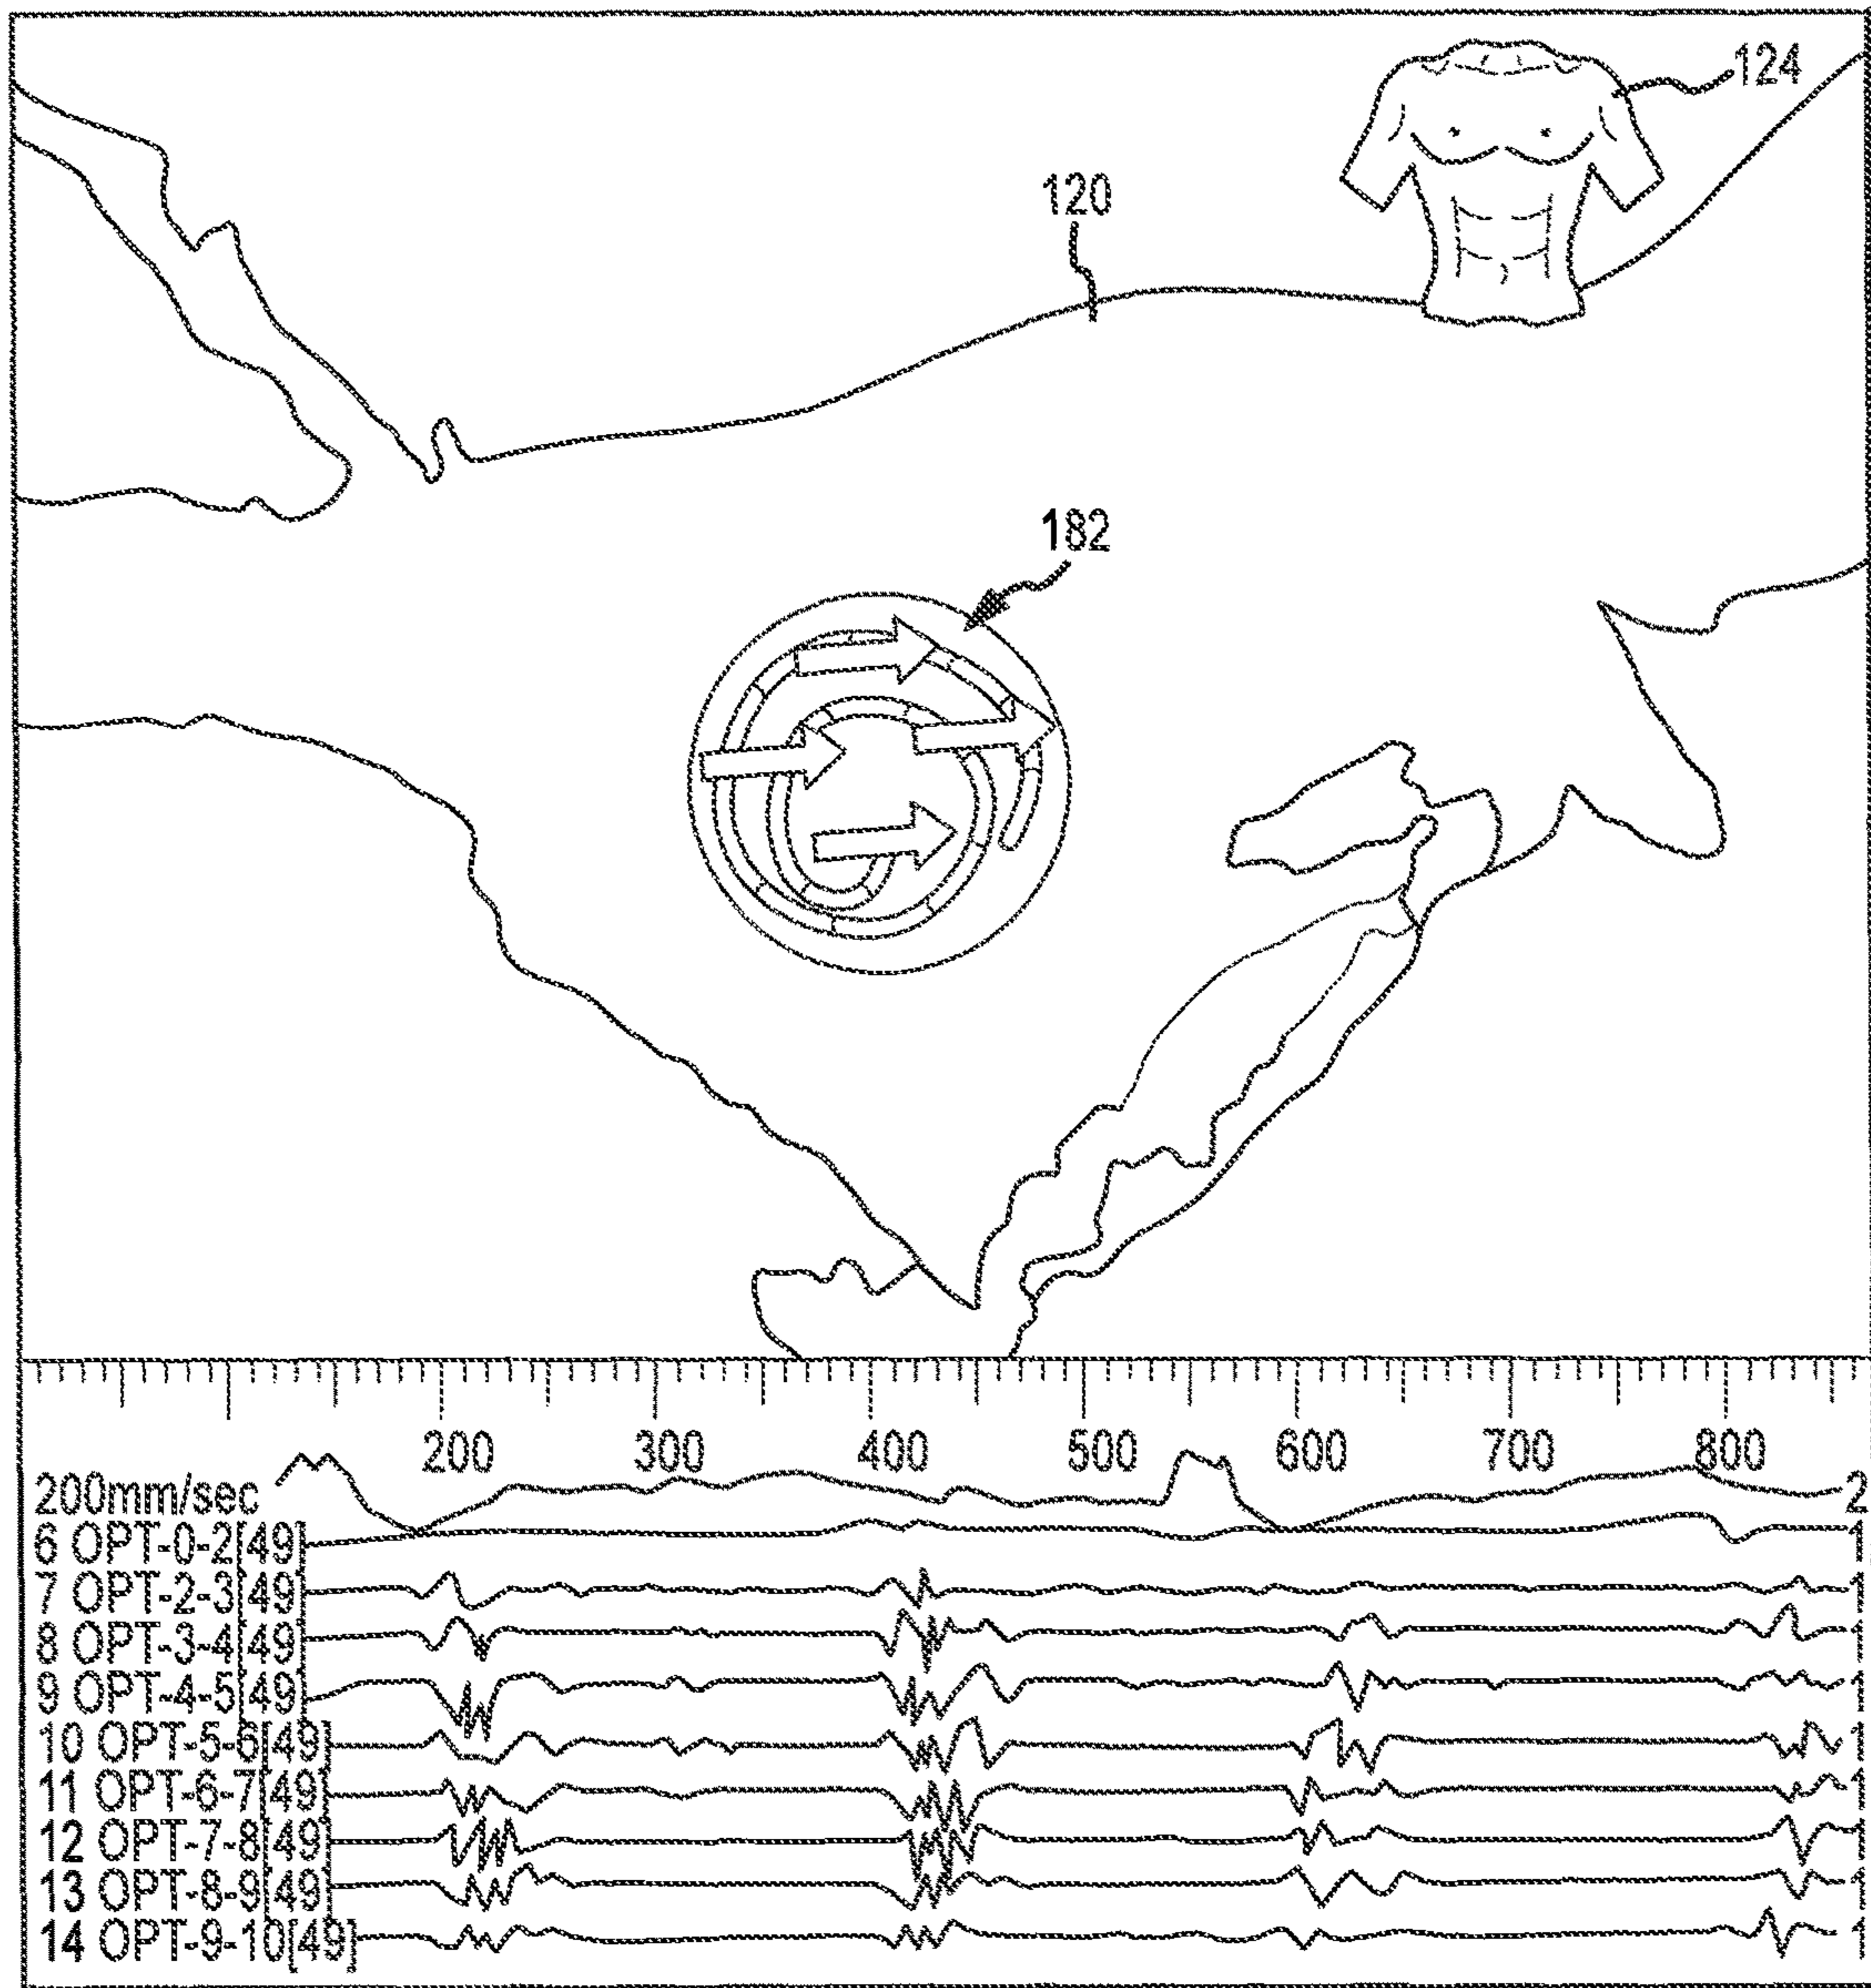 124
120
182
200 300 400 500 600 700 800
200mm/sec 2
6 OPT-0-2[49] 1
7 OPT-2-3[49] 1
8 OPT-3-4[49] 1
9 OPT-4-5[49] 1
10 OPT-5-6[49] 1
11 OPT-6-7[49] 1
12 OPT-7-8[49] 1
13 OPT-8-9[49] 1
14 OPT-9-10[49] 1